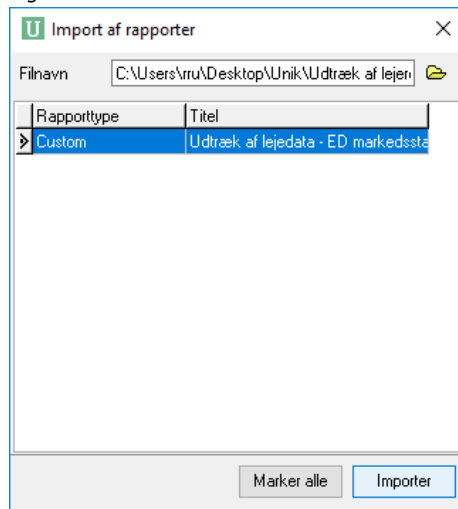 U Import af rapporter
Filnavn C:\Users\rru\Desktop\Unik\Udtræk af lejer
Rapporttype Titel
Custom Udtræk af lejedata - ED markedssta
Marker alle Importer